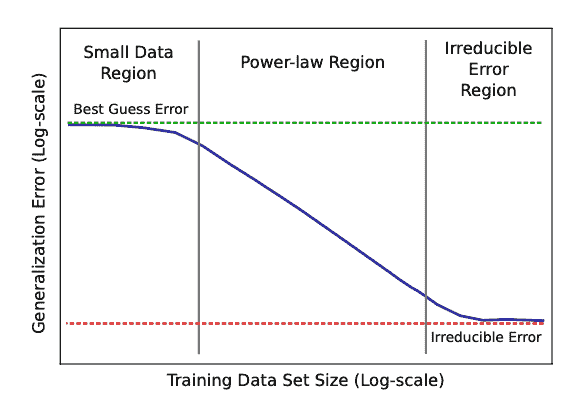 Small Data
Region
Power-law Region
Irreducible
Error
Region
Best Guess Error
Generalization Error (Log-scale)
Irreducible Error
Training Data Set Size (Log-scale)